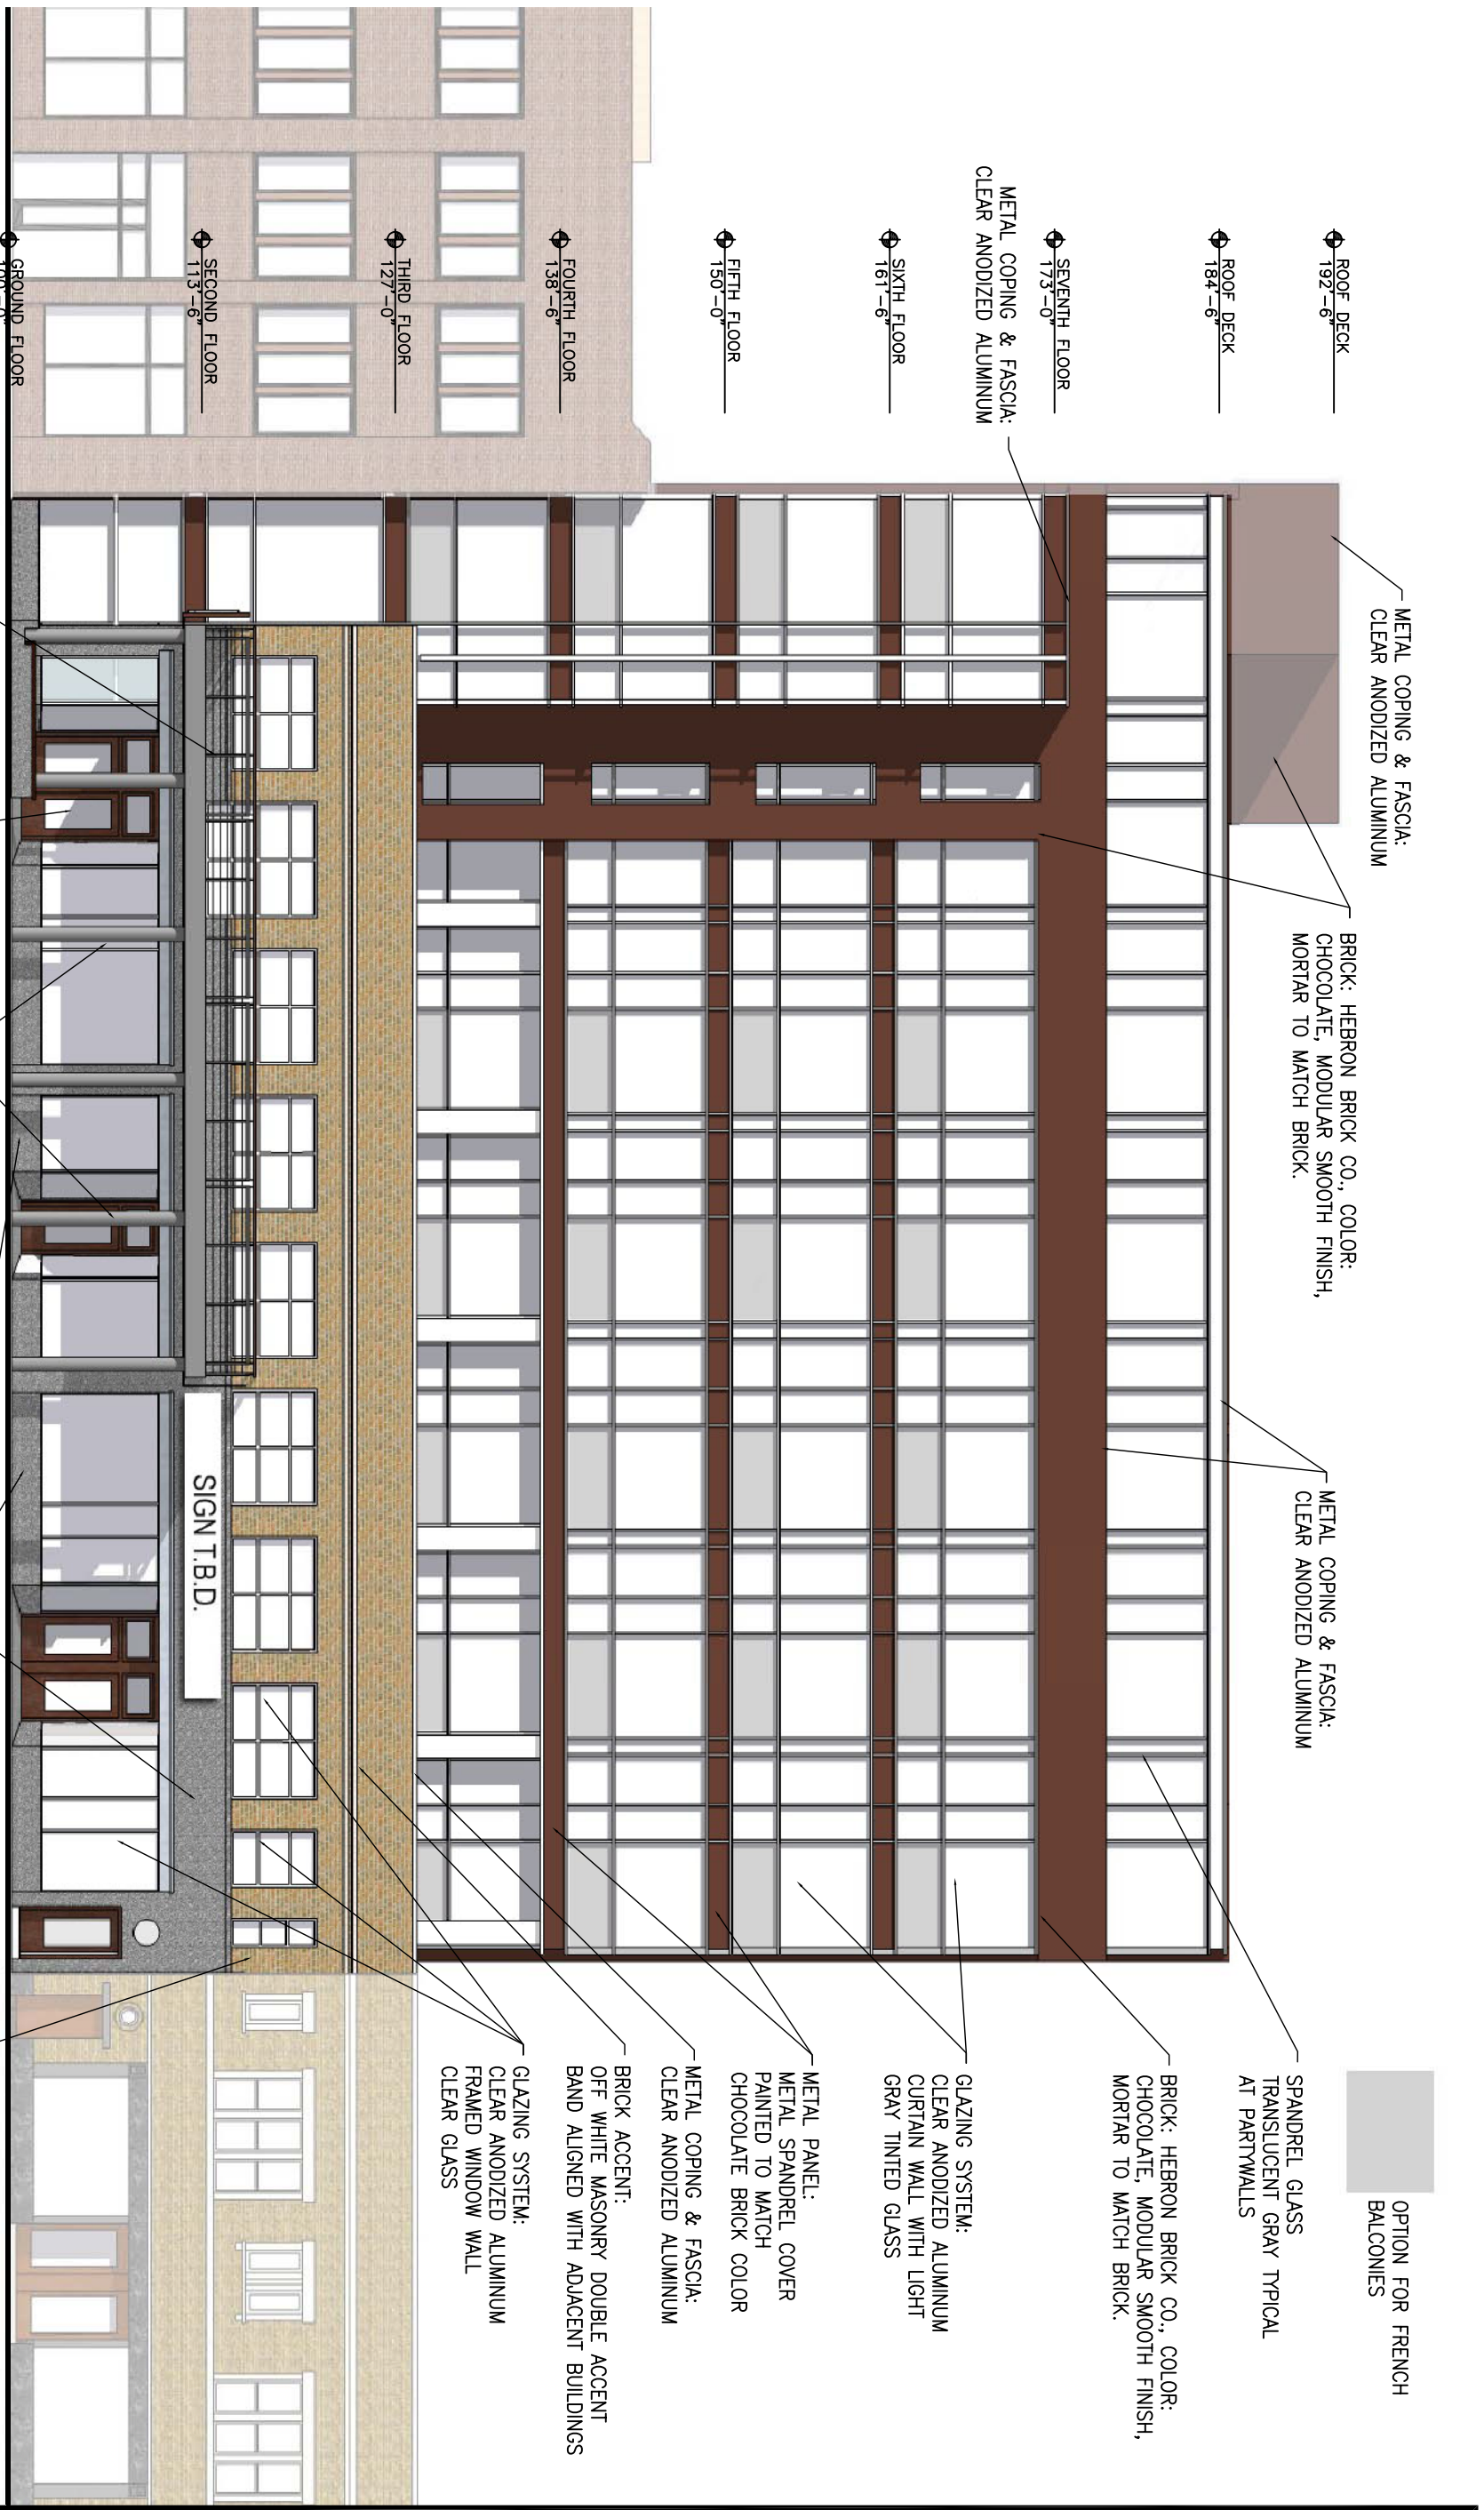 ROOF DECK
192'-6"
ROOF DECK
184'-6"
SEVENTH FLOOR
173'-0"
SIXTH FLOOR
161'-6"
FIFTH FLOOR
150'-0"
FOURTH FLOOR
138'-6"
THIRD FLOOR
127'-0"
SECOND FLOOR
113'-6"
GROUND FLOOR
METAL COPING & FASCIA:
CLEAR ANODIZED ALUMINUM
METAL COPING & FASCIA:
CLEAR ANODIZED ALUMINUM
BRICK: HEBRON BRICK CO., COLOR:
CHOCOLATE, MODULAR SMOOTH FINISH,
MORTAR TO MATCH BRICK.
METAL COPING & FASCIA:
CLEAR ANODIZED ALUMINUM
SIGN T.B.D.
OPTION FOR FRENCH
BALCONIES
SPANDREL GLASS
TRANSLUCENT GRAY TYPICAL
AT PARTYWALLS
BRICK: HEBRON BRICK CO., COLOR:
CHOCOLATE, MODULAR SMOOTH FINISH,
MORTAR TO MATCH BRICK.
GLAZING SYSTEM:
CLEAR ANODIZED ALUMINUM
CURTAIN WALL WITH LIGHT
GRAY TINTED GLASS
METAL PANEL:
METAL SPANDREL COVER
PAINTED TO MATCH
CHOCOLATE BRICK COLOR
METAL COPING & FASCIA:
CLEAR ANODIZED ALUMINUM
BRICK ACCENT:
OFF WHITE MASONRY DOUBLE ACCENT
BAND ALIGNED WITH ADJACENT BUILDINGS
GLAZING SYSTEM:
CLEAR ANODIZED ALUMINUM
FRAMED WINDOW WALL
CLEAR GLASS